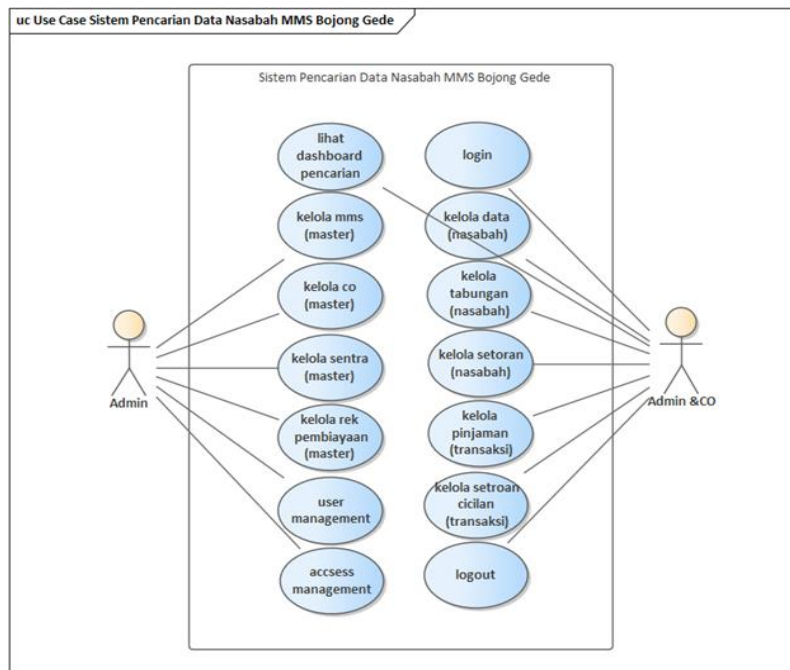 uc Use Case Sistem Pencarian Data Nasabah MMS Bojong Gede
Sistem Pencarian Data Nasabah MMS Bojong Gede
lihat
dashboard
pencarian
login
kelola mms
(master)
kelola data
(nasabah)
kelola co
(master)
kelola
tabungan
(nasabah)
kelola sentra
(master)
kelola setoran
(nasabah)
Admin
Admin &CO
kelola rek
pembiayaan
(master)
kelola
pinjaman
(transaksi)
user
management
kelola setroan
cicilan
(transaksi)
accsess
management
logout